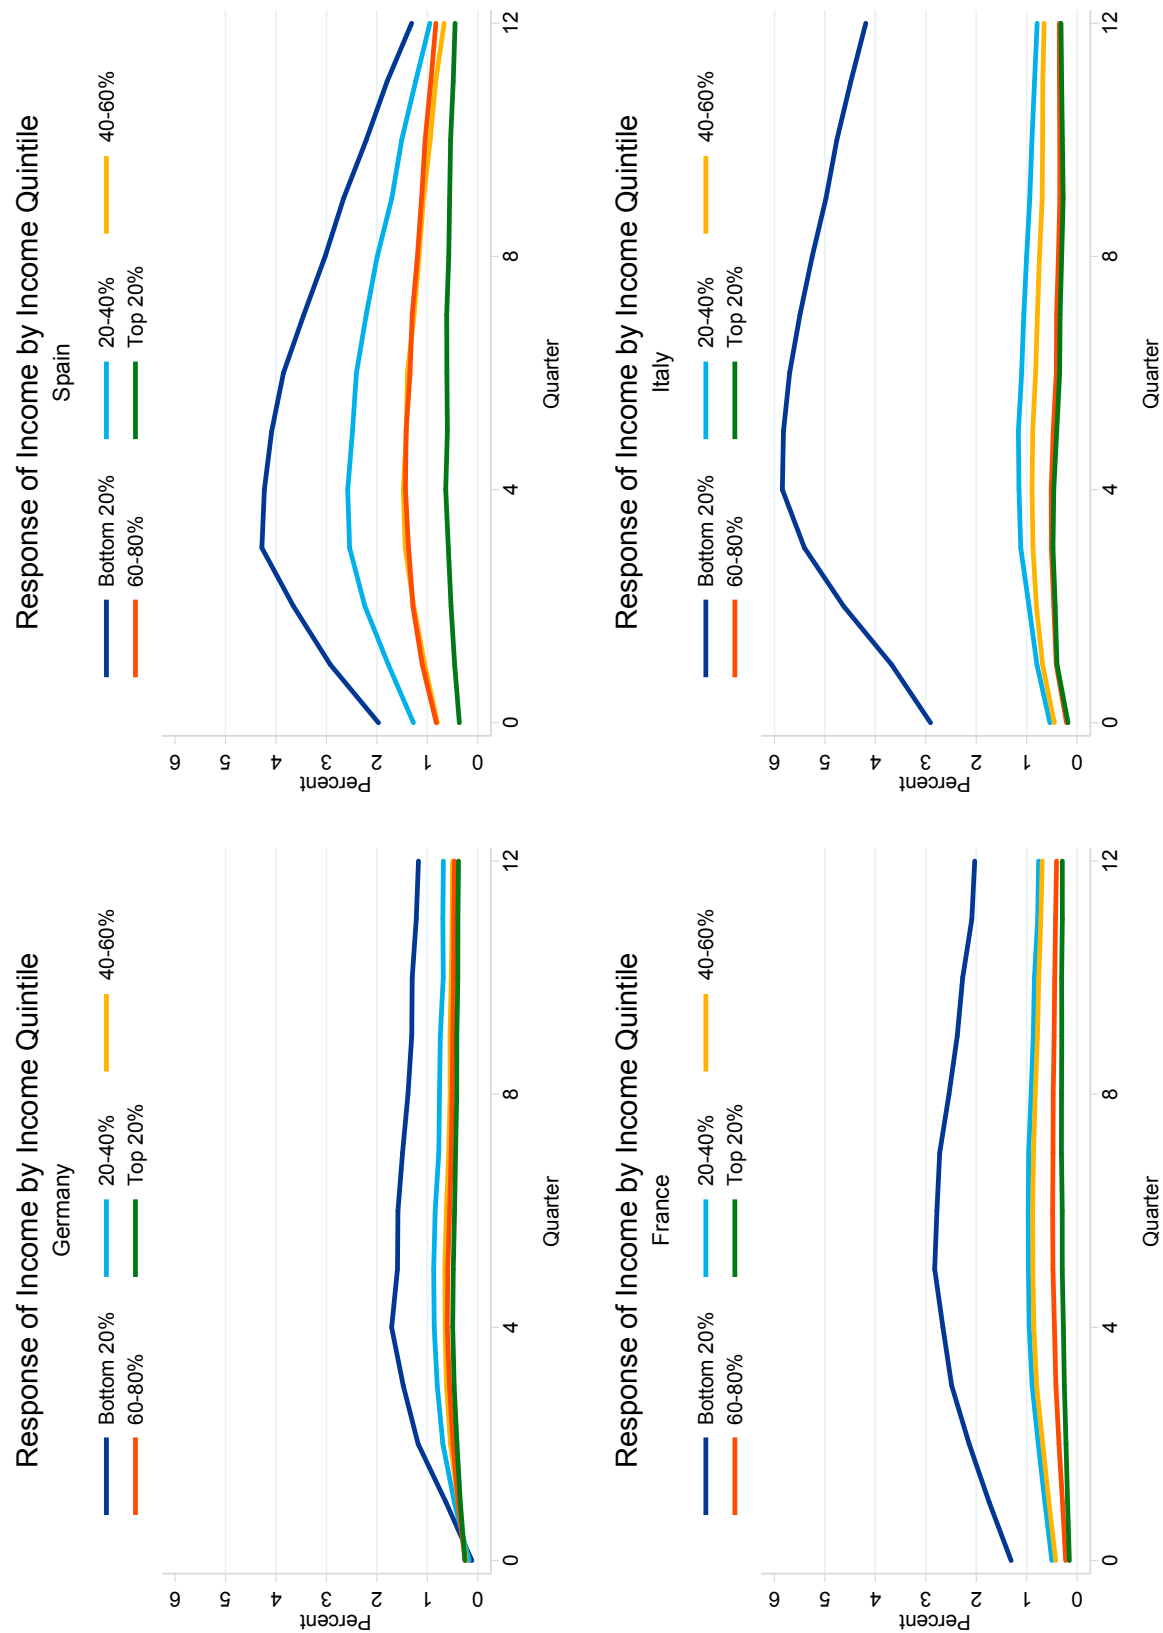 Response of Income by Income Quintile
Germany
Bottom 20%
20-40%
40-60%
60-80%
Top 20%
6
5
4
3
2
1
0
Percent
0
4
8
12
Quarter
Response of Income by Income Quintile
Spain
Bottom 20%
20-40%
40-60%
60-80%
Top 20%
6
5
4
3
2
1
0
Percent
0
4
8
12
Quarter
Response of Income by Income Quintile
France
Bottom 20%
20-40%
40-60%
60-80%
Top 20%
6
5
4
3
2
1
0
Percent
0
4
8
12
Quarter
Response of Income by Income Quintile
Italy
Bottom 20%
20-40%
40-60%
60-80%
Top 20%
6
5
4
3
2
1
0
Percent
0
4
8
12
Quarter